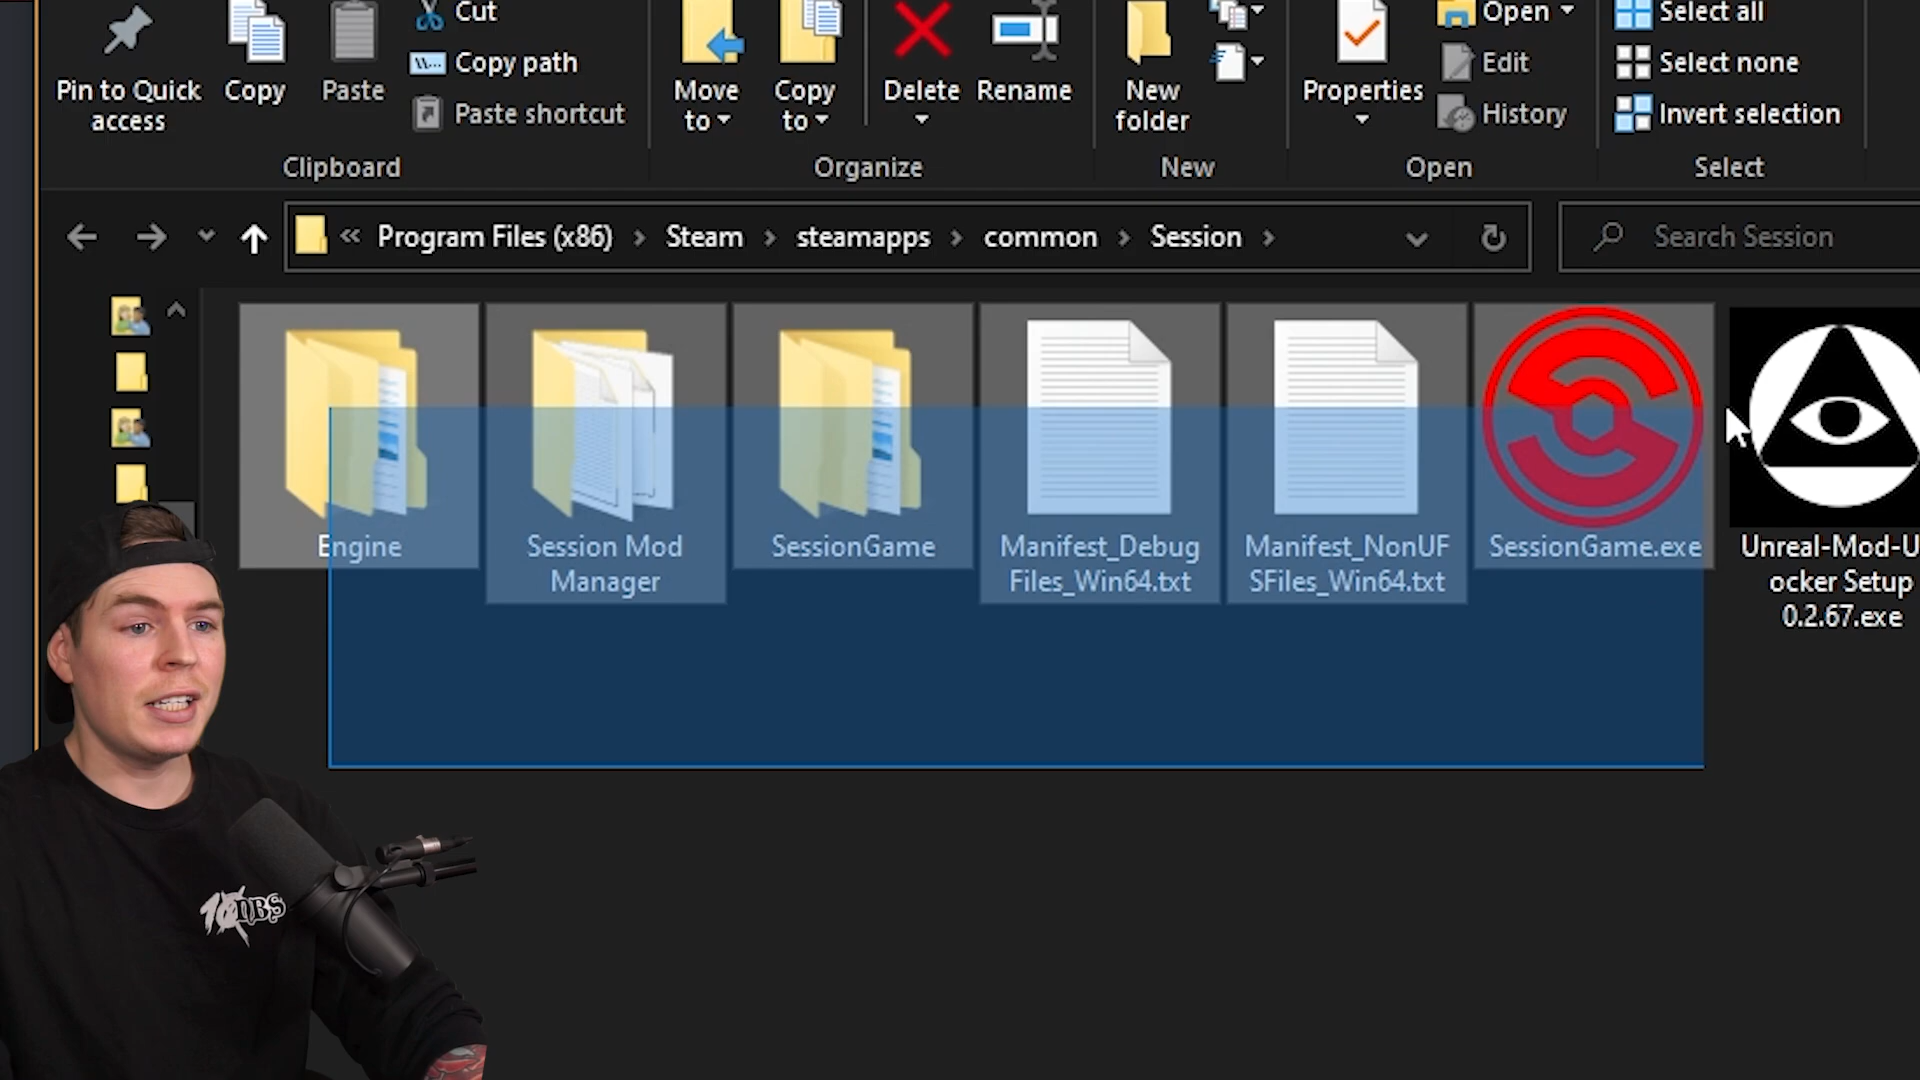 Pin to Quick
access
Copy
Paste
Cut
Copy path
Paste shortcut
Clipboard
Move
to
Copy
to
Delete
Rename
Organize
New
folder
New
Properties
Open
Edit
History
Open
Select all
Select none
Invert selection
Select
« Program Files (x86) › Steam › steamapps › common › Session ›
Search Session
Engine
Session Mod
Manager
SessionGame
Manifest_Debug
Files_Win64.txt
Manifest_NonUF
SFiles_Win64.txt
SessionGame.exe
Unreal-Mod-U
ocker Setup
0.2.67.exe